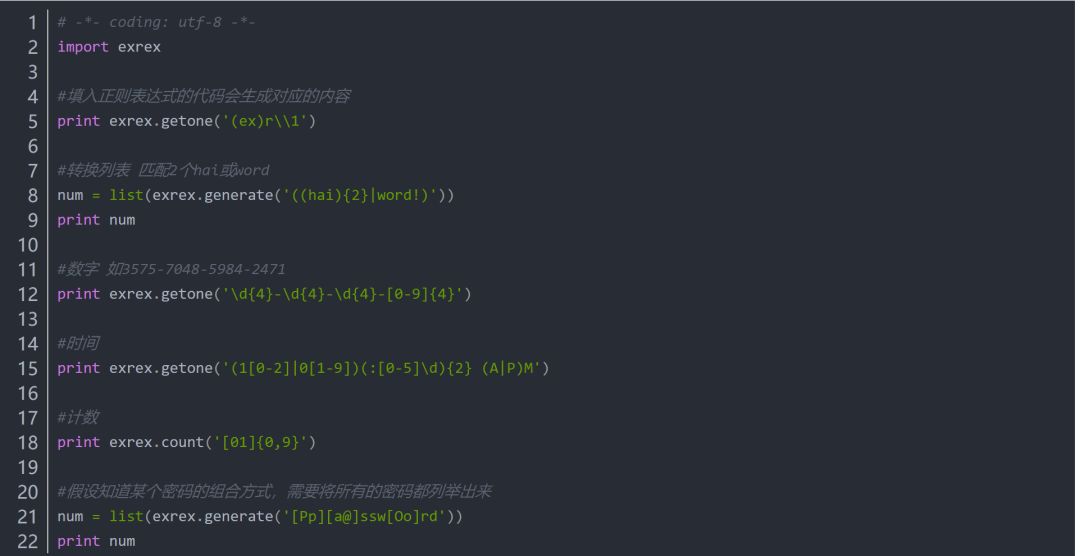 1 # -*- coding: utf-8 -*-
2 import exrex
3
4 #填入正则表达式的代码会生成对应的内容
5 print exrex.getone('(ex)r\\1')
6
7 #转换列表 匹配2个hai或word
8 num = list(exrex.generate('((hai){2}|word!)'))
9 print num
10
11 #数字 如3575-7048-5984-2471
12 print exrex.getone('\d{4}-\d{4}-\d{4}-[0-9]{4}')
13
14 #时间
15 print exrex.getone('(1[0-2]|0[1-9])(:[0-5]\d){2} (A|P)M')
16
17 #计数
18 print exrex.count('[01]{0,9}')
19
20 #假设知道某个密码的组合方式，需要将所有的密码都列举出来
21 num = list(exrex.generate('[Pp][a@]ssw[Oo]rd'))
22 print num